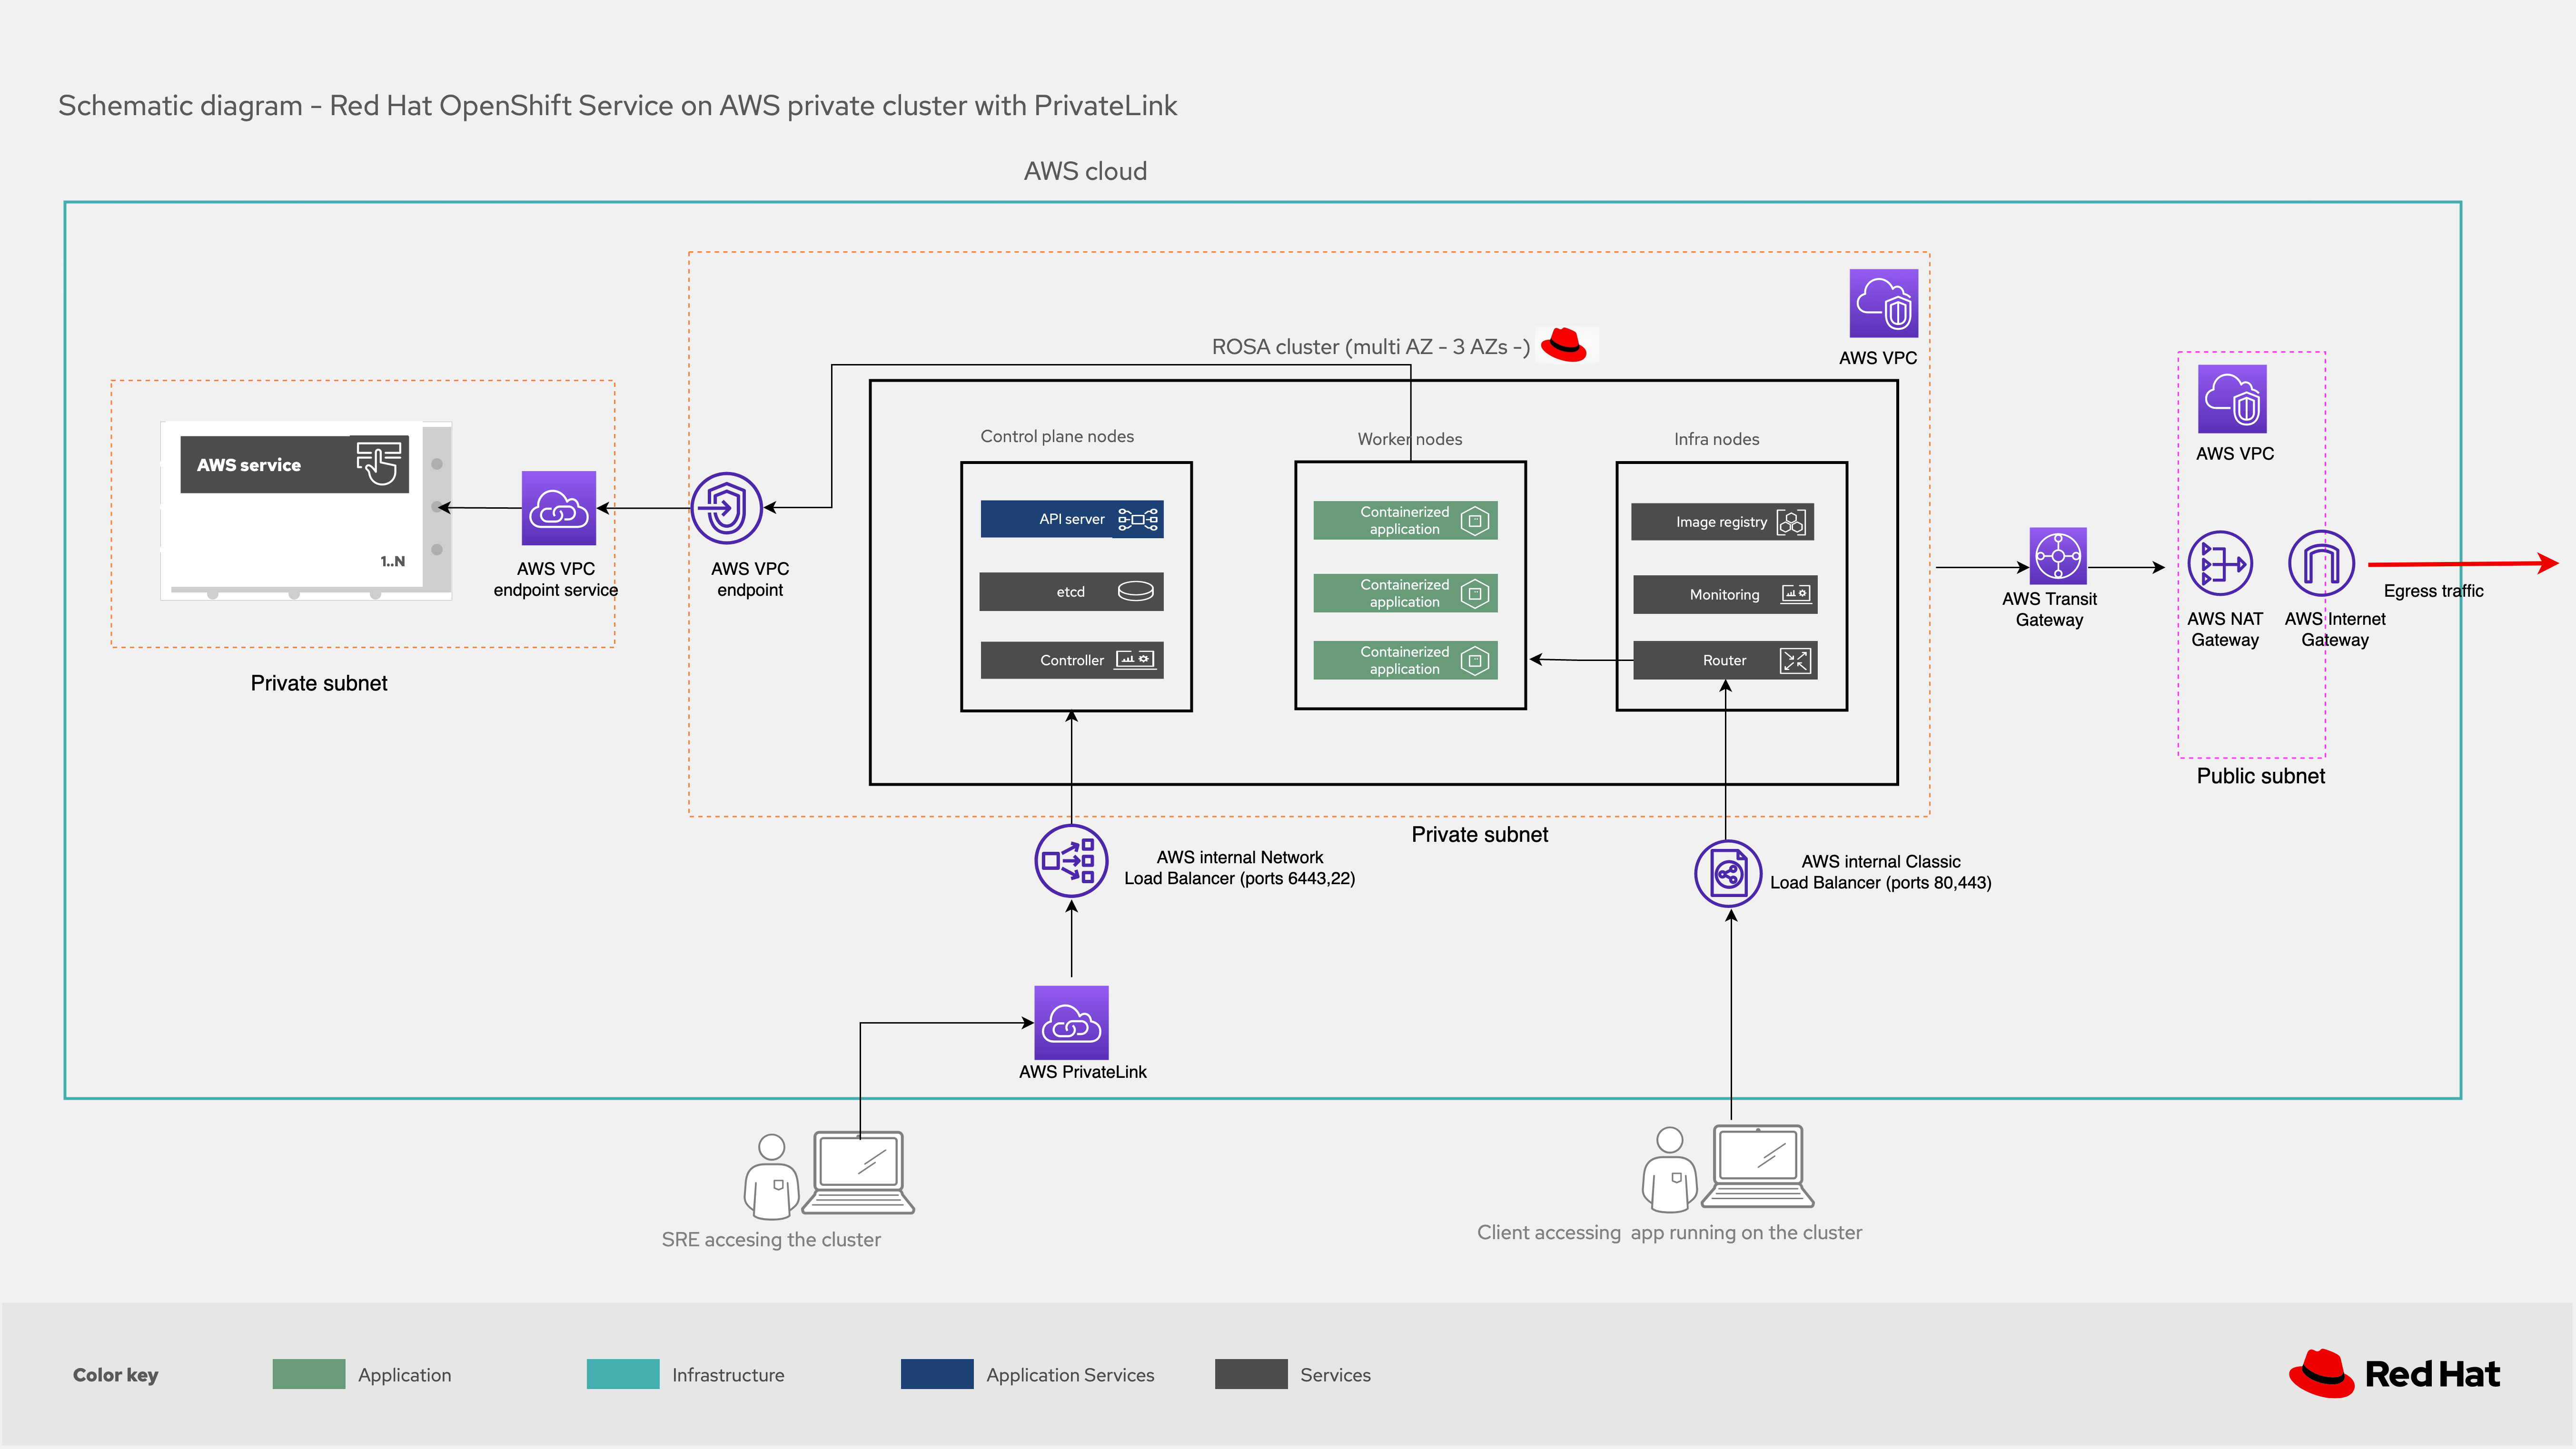 Schematic diagram - Red Hat OpenShift Service on AWS private cluster with PrivateLink
AWS cloud
ROSA cluster (multi AZ - 3 AZs -)
AWS VPC
AWS service
1..N
AWS VPC
endpoint service
Private subnet
AWS VPC
endpoint
Control plane nodes
API server
etcd
Controller
Worker nodes
Containerized
application
Containerized
application
Containerized
application
Infra nodes
Image registry
Monitoring
Router
Private subnet
AWS Transit
Gateway
AWS VPC
AWS NAT
Gateway
AWS Internet
Gateway
Egress traffic
Public subnet
AWS internal Network
Load Balancer (ports 6443,22)
AWS internal Classic
Load Balancer (ports 80,443)
AWS PrivateLink
SRE accesing the cluster
Client accessing  app running on the cluster
Color key
Application
Infrastructure
Application Services
Services
Red Hat